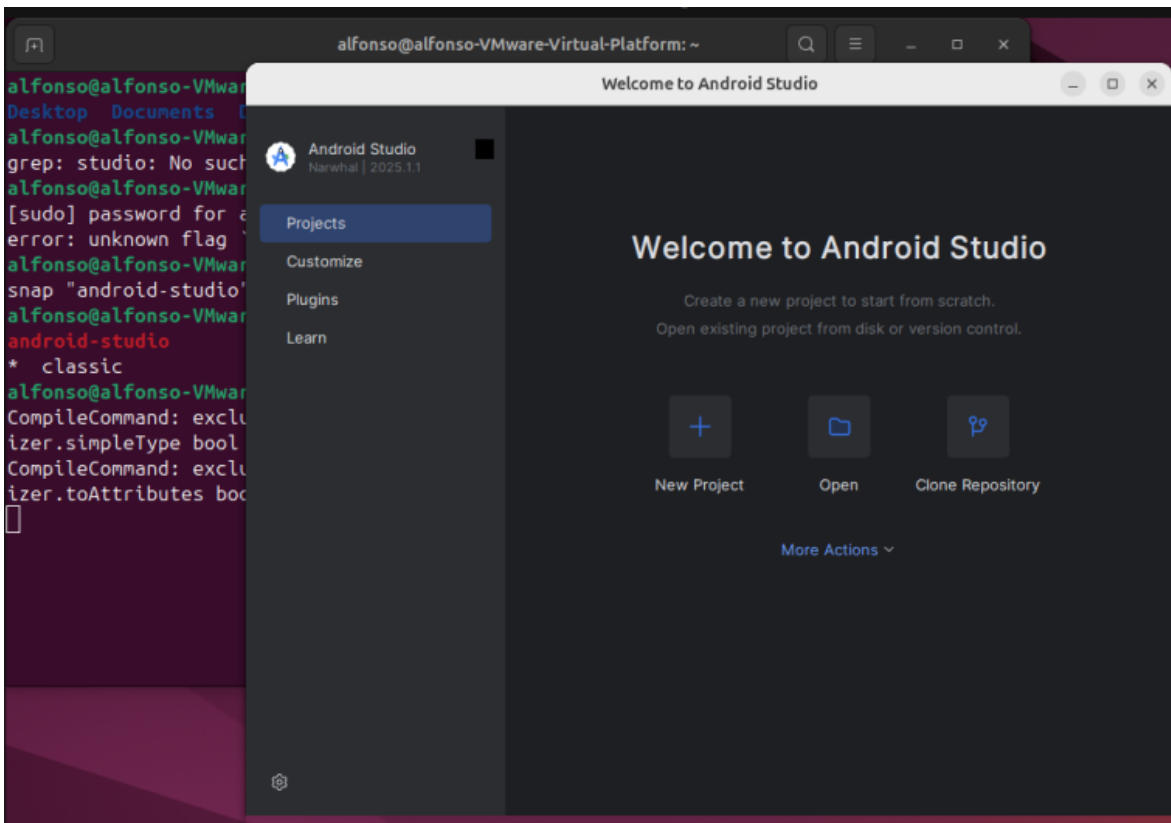 alfonso@alfonso-VMware-Virtual-Platform: ~
Welcome to Android Studio
alfonso@alfonso-VMwar
Desktop Documents
alfonso@alfonso-VMwar
grep: studio: No such
alfonso@alfonso-VMwar
[sudo] password for a
error: unknown flag `
alfonso@alfonso-VMwar
snap "android-studio"
alfonso@alfonso-VMwar
android-studio
* classic
alfonso@alfonso-VMwar
CompileCommand: exclu
izer.simpleType bool
CompileCommand: exclu
izer.toAttributes boo
Android Studio
Narwhal | 2025.1.1
Projects
Customize
Plugins
Learn
Welcome to Android Studio
Create a new project to start from scratch.
Open existing project from disk or version control.
New Project
Open
Clone Repository
More Actions